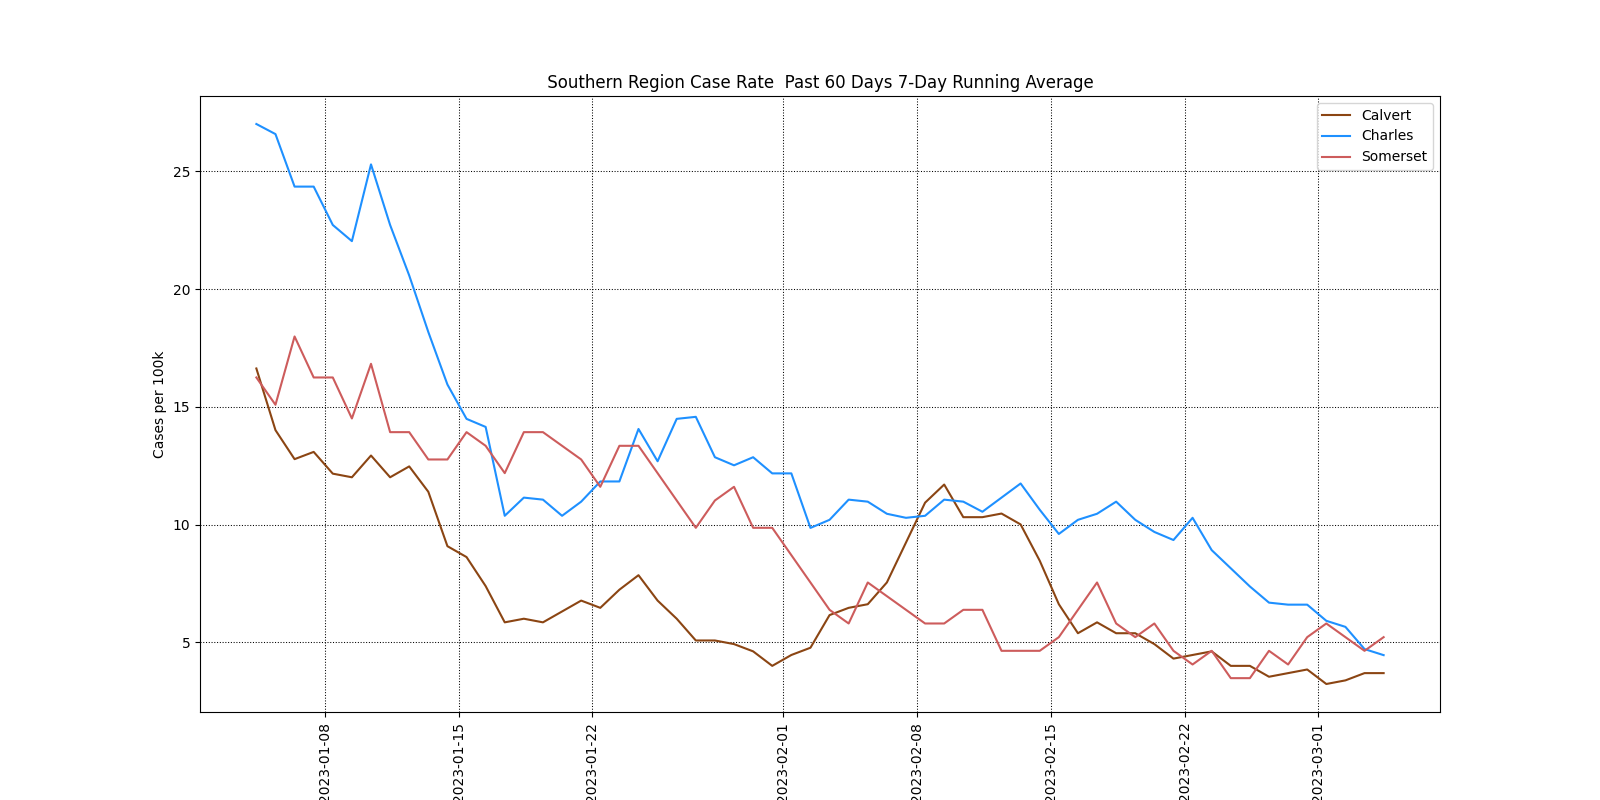 Southern Region Case Rate  Past 60 Days 7-Day Running Average
Calvert
Charles
Somerset
Cases per 100k
25
20
15
10
5
2023-01-08
2023-01-15
2023-01-22
2023-02-01
2023-02-08
2023-02-15
2023-02-22
2023-03-01